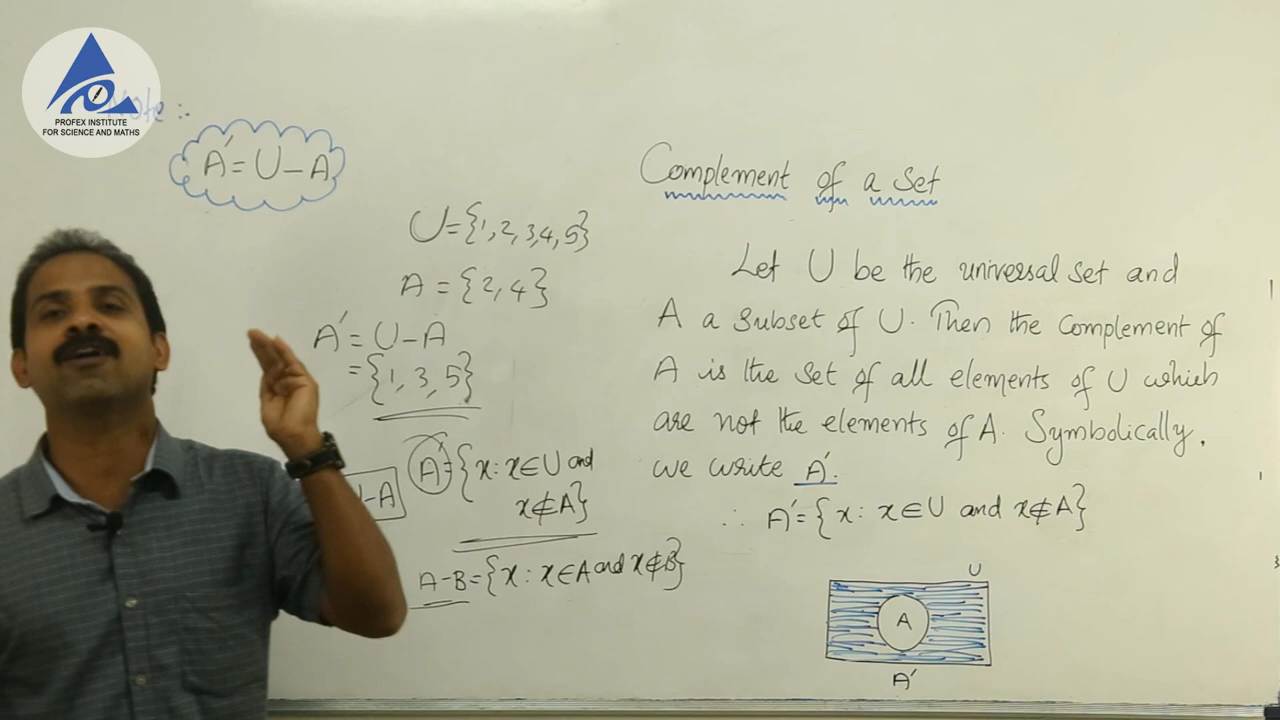 PROFEX INSTITUTE
FOR SCIENCE AND MATHS
Note :-
A' = U - A
U = {1, 2, 3, 4, 5}
A = {2, 4}
A' = U - A
= {1, 3, 5}
A' = {x : x ∈ U and
x ∉ A}
-A
A - B = {x : x ∈ A and x ∉ B}
Complement of a set
Let U be the universal set and
A a subset of U. Then the complement of
A is the set of all elements of U which
are not the elements of A. Symbolically,
we write A'.
∴ A' = {x : x ∈ U and x ∉ A}
U
A
A'